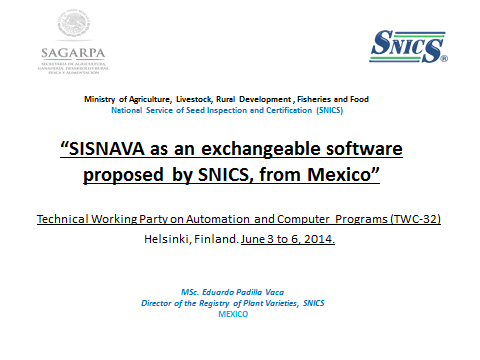 SAGARPA
SECRETARÍA DE AGRICULTURA,
GANADERÍA, DESARROLLO RURAL,
PESCA Y ALIMENTACIÓN
SNICS®
Ministry of Agriculture, Livestock, Rural Development , Fisheries and Food
National Service of Seed Inspection and Certification (SNICS)
“SISNAVA as an exchangeable software
proposed by SNICS, from Mexico”
Technical Working Party on Automation and Computer Programs (TWC-32)
Helsinki, Finland. June 3 to 6, 2014.
MSc. Eduardo Padilla Vaca
Director of the Registry of Plant Varieties, SNICS
MEXICO